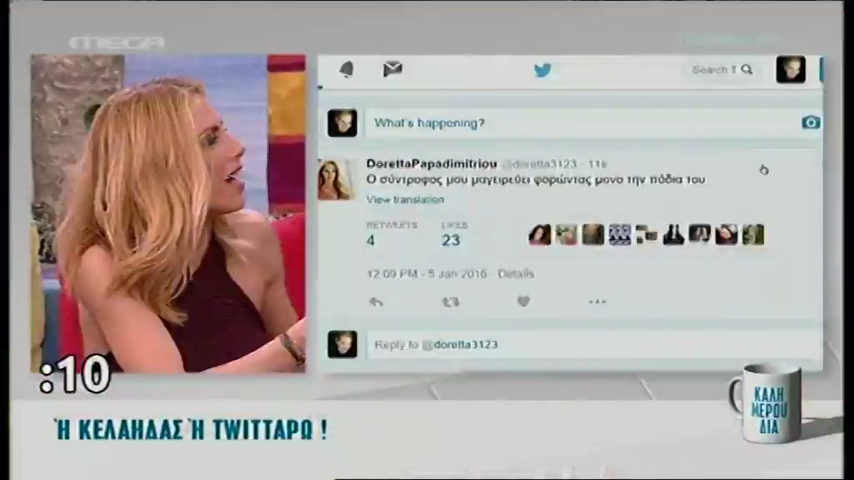 MEGA
Search T
What's happening?
DorettaPapadimitriou @doretta3123 · 11s
Ο σύντροφος μου μαγειρεύει φορώντας μονο την πόδια του
View translation
RETWEETS LIKES
4 23
12:09 PM - 5 Jan 2016 · Details
Reply to @doretta3123
:10
ΚΑΛΗ
ΜΕΡΟΥ
ΔΙΑ
Ή ΚΕΛΑΗΔΑΣ Ή TWITTAΡΩ !